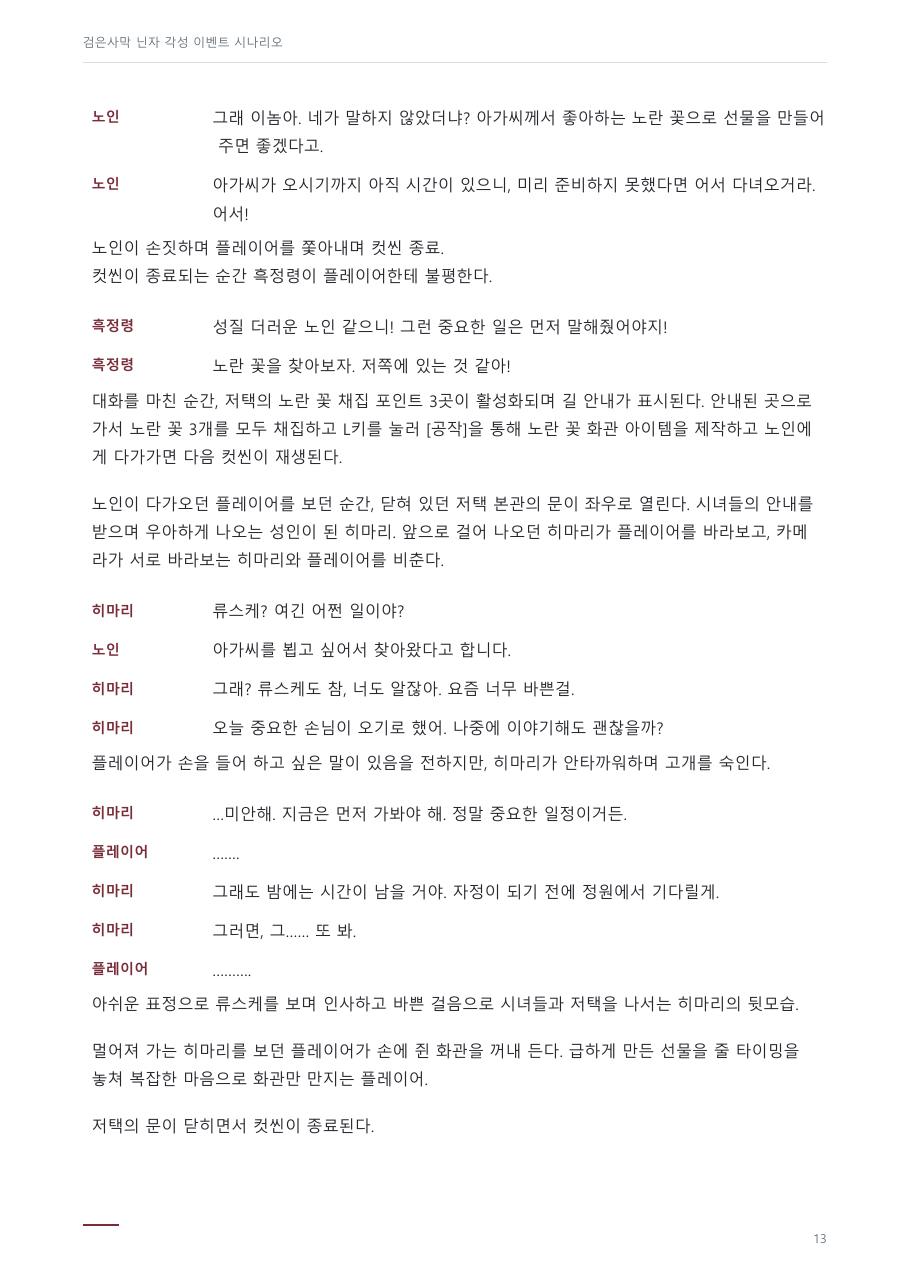 검은사막 닌자 각성 이벤트 시나리오
노인 그래 이놈아. 네가 말하지 않았더냐? 아가씨께서 좋아하는 노란 꽃으로 선물을 만들어
주면 좋겠다고.
노인 아가씨가 오시기까지 아직 시간이 있으니, 미리 준비하지 못했다면 어서 다녀오거라.
어서!
노인이 손짓하며 플레이어를 쫓아내며 컷씬 종료.
컷씬이 종료되는 순간 흑정령이 플레이어한테 불평한다.
흑정령 성질 더러운 노인 같으니! 그런 중요한 일은 먼저 말해줬어야지!
흑정령 노란 꽃을 찾아보자. 저쪽에 있는 것 같아!
대화를 마친 순간, 저택의 노란 꽃 채집 포인트 3곳이 활성화되며 길 안내가 표시된다. 안내된 곳으로
가서 노란 꽃 3개를 모두 채집하고 L키를 눌러 [공작]을 통해 노란 꽃 화관 아이템을 제작하고 노인에
게 다가가면 다음 컷씬이 재생된다.
노인이 다가오던 플레이어를 보던 순간, 닫혀 있던 저택 본관의 문이 좌우로 열린다. 시녀들의 안내를
받으며 우아하게 나오는 성인이 된 히마리. 앞으로 걸어 나오던 히마리가 플레이어를 바라보고, 카메
라가 서로 바라보는 히마리와 플레이어를 비춘다.
히마리 류스케? 여긴 어쩐 일이야?
노인 아가씨를 뵙고 싶어서 찾아왔다고 합니다.
히마리 그래? 류스케도 참, 너도 알잖아. 요즘 너무 바쁜걸.
히마리 오늘 중요한 손님이 오기로 했어. 나중에 이야기해도 괜찮을까?
플레이어가 손을 들어 하고 싶은 말이 있음을 전하지만, 히마리가 안타까워하며 고개를 숙인다.
히마리 ...미안해. 지금은 먼저 가봐야 해. 정말 중요한 일정이거든.
플레이어 .......
히마리 그래도 밤에는 시간이 남을 거야. 자정이 되기 전에 정원에서 기다릴게.
히마리 그러면, 그...... 또 봐.
플레이어 ..........
아쉬운 표정으로 류스케를 보며 인사하고 바쁜 걸음으로 시녀들과 저택을 나서는 히마리의 뒷모습.
멀어져 가는 히마리를 보던 플레이어가 손에 쥔 화관을 꺼내 든다. 급하게 만든 선물을 줄 타이밍을
놓쳐 복잡한 마음으로 화관만 만지는 플레이어.
저택의 문이 닫히면서 컷씬이 종료된다.
13